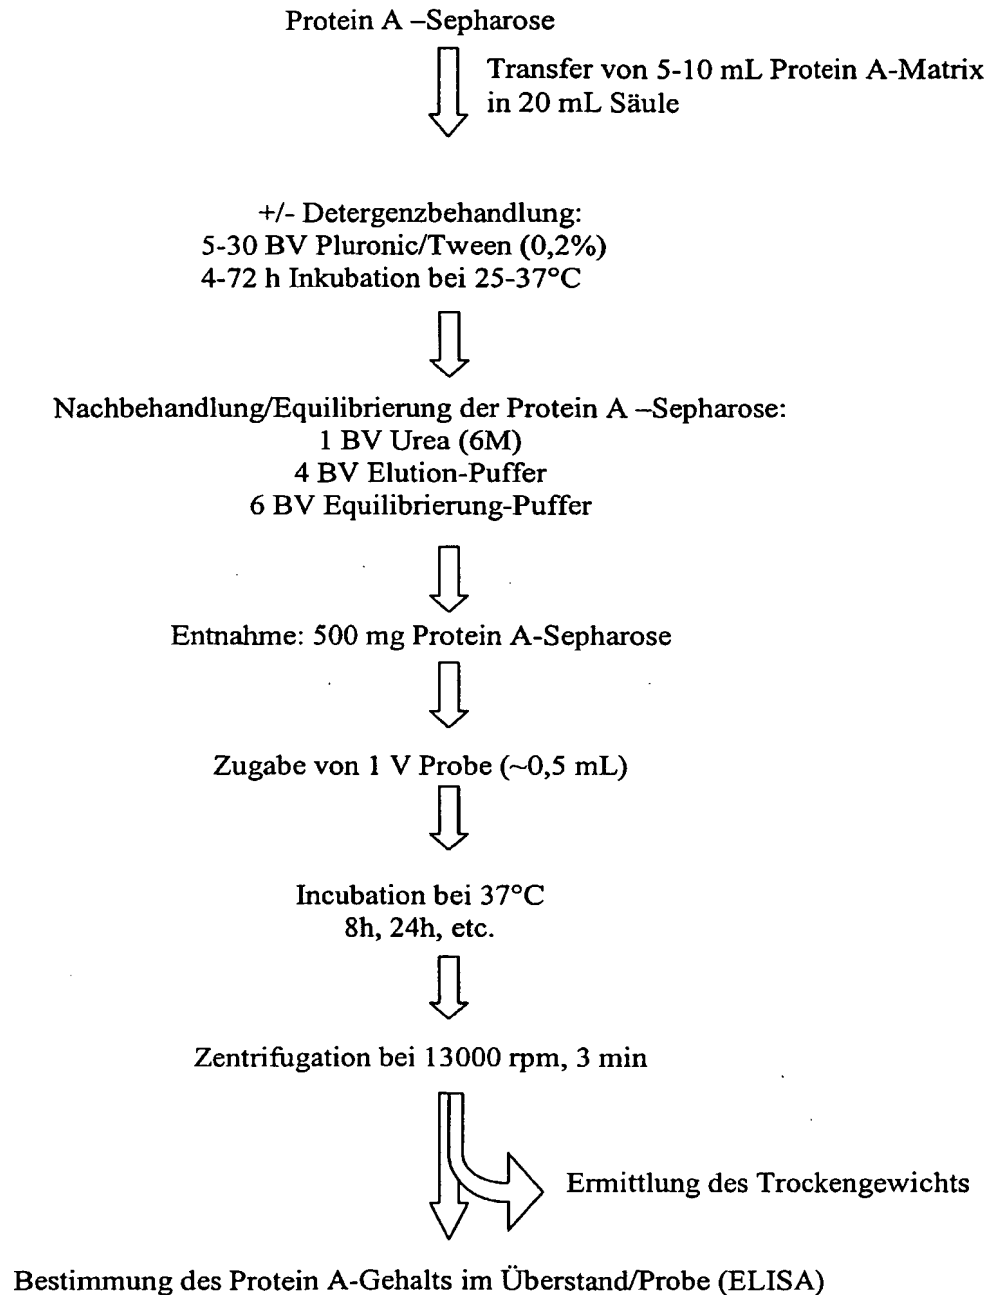 Protein A –Sepharose
Transfer von 5-10 mL Protein A-Matrix
in 20 mL Säule
+/- Detergenzbehandlung:
5-30 BV Pluronic/Tween (0,2%)
4-72 h Inkubation bei 25-37°C
Nachbehandlung/Equilibrierung der Protein A –Sepharose:
1 BV Urea (6M)
4 BV Elution-Puffer
6 BV Equilibrierung-Puffer
Entnahme: 500 mg Protein A-Sepharose
Zugabe von 1 V Probe (~0,5 mL)
Incubation bei 37°C
8h, 24h, etc.
Zentrifugation bei 13000 rpm, 3 min
Ermittlung des Trockengewichts
Bestimmung des Protein A-Gehalts im Überstand/Probe (ELISA)